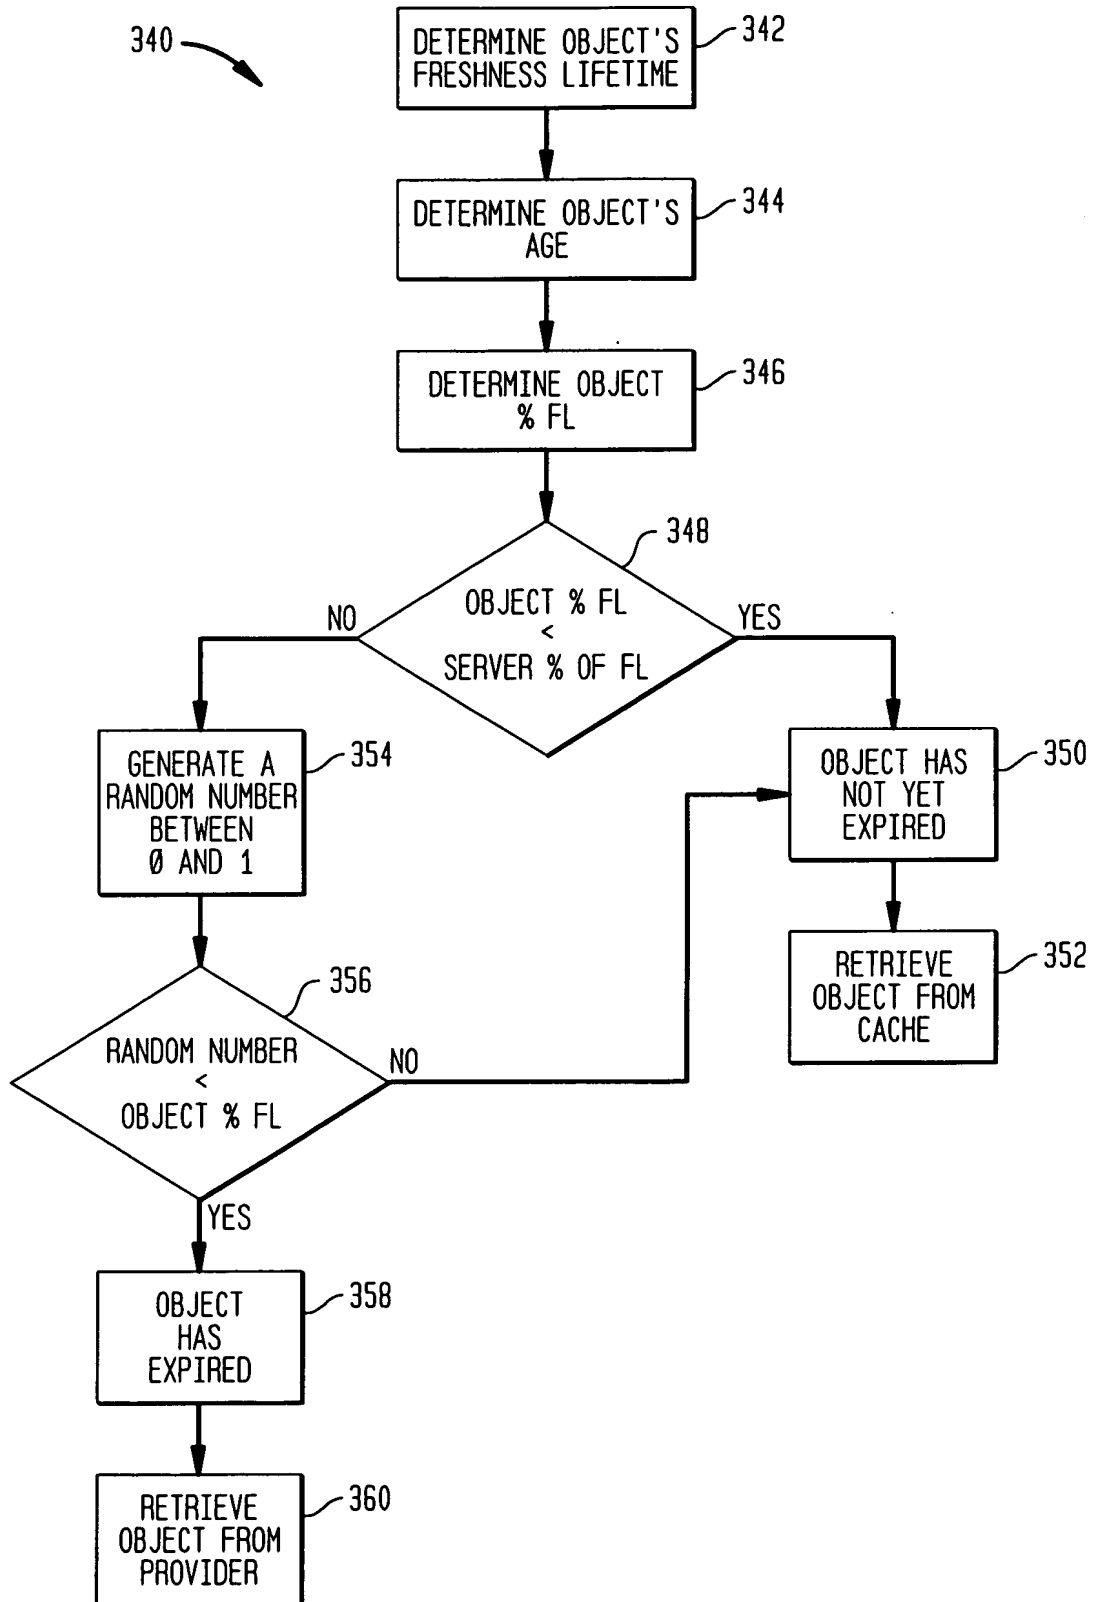 340
DETERMINE OBJECT'S
FRESHNESS LIFETIME
342
DETERMINE OBJECT'S
AGE
344
DETERMINE OBJECT
% FL
346
OBJECT % FL
<
SERVER % OF FL
348
NO
YES
GENERATE A
RANDOM NUMBER
BETWEEN
Ø AND 1
354
OBJECT HAS
NOT YET
EXPIRED
350
RETRIEVE
OBJECT FROM
CACHE
352
RANDOM NUMBER
<
OBJECT % FL
356
NO
YES
OBJECT
HAS
EXPIRED
358
RETRIEVE
OBJECT FROM
PROVIDER
360